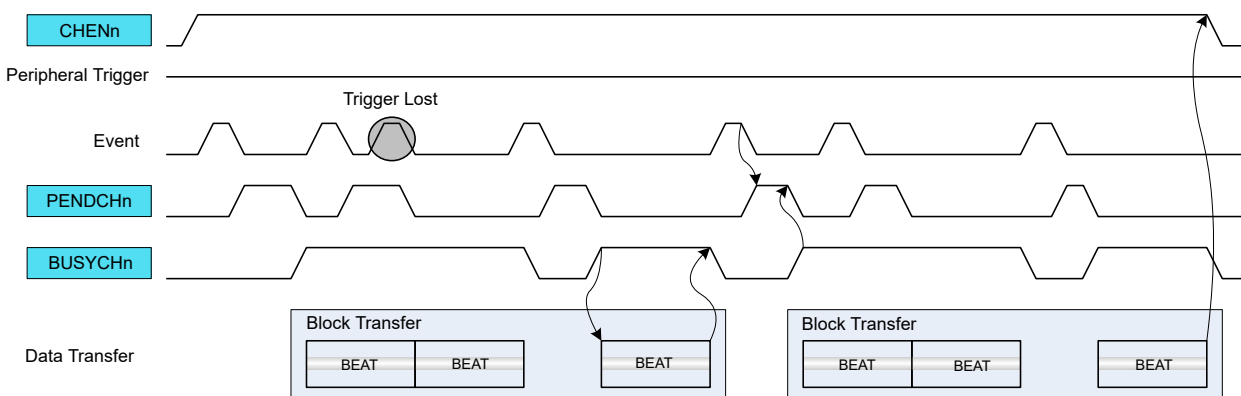 CHENn
Peripheral Trigger
Trigger Lost
Event
PENDCHn
BUSYCHn
Data Transfer
Block Transfer
BEAT
BEAT
BEAT
Block Transfer
BEAT
BEAT
BEAT